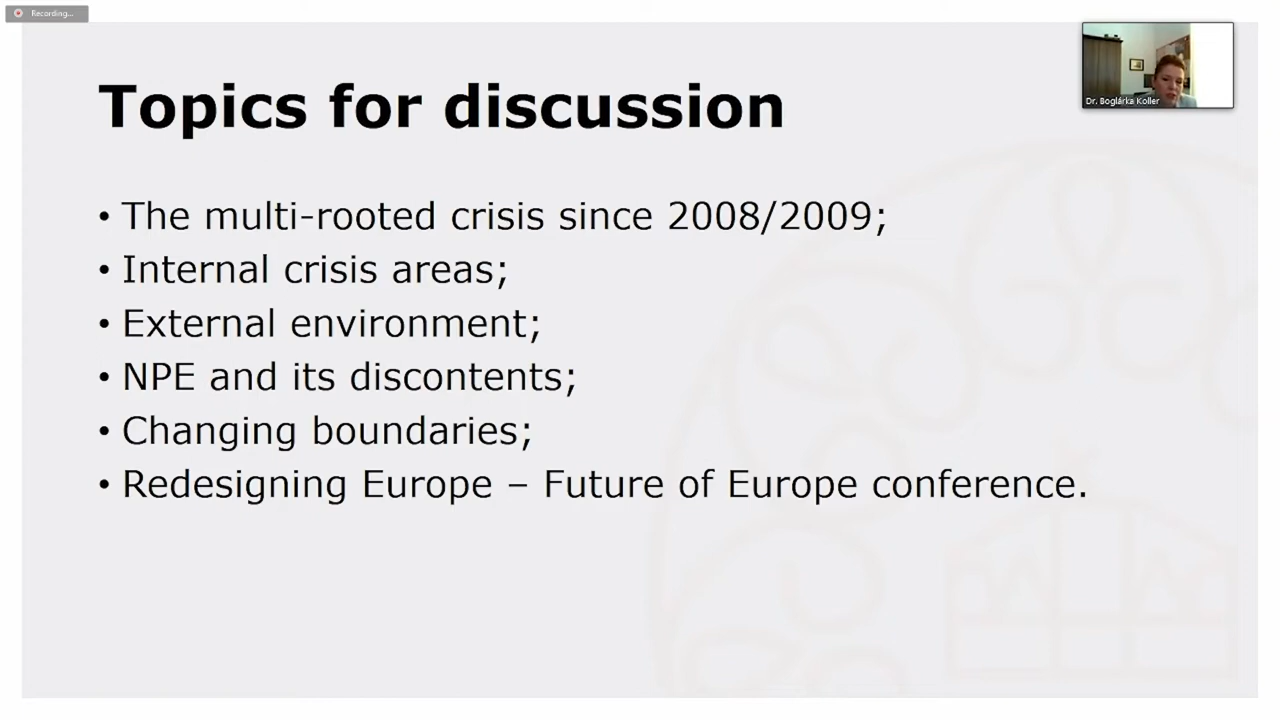 Recording...
Dr. Boglárka Koller
Topics for discussion
• The multi-rooted crisis since 2008/2009;
• Internal crisis areas;
• External environment;
• NPE and its discontents;
• Changing boundaries;
• Redesigning Europe – Future of Europe conference.